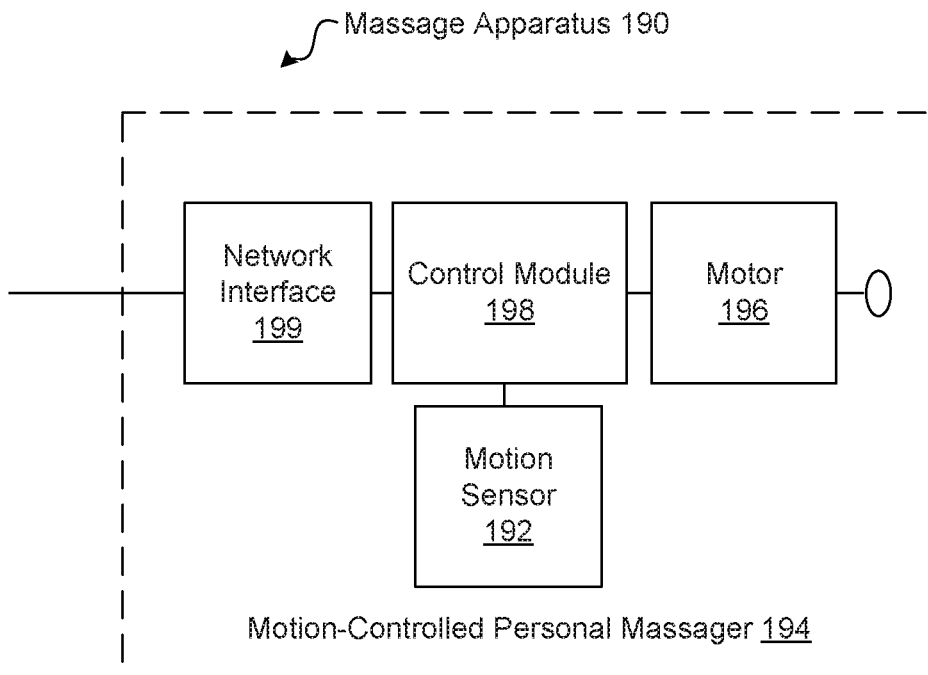 Massage Apparatus 190
Network
Interface
199
Control Module
198
Motor
196
Motion
Sensor
192
Motion-Controlled Personal Massager 194